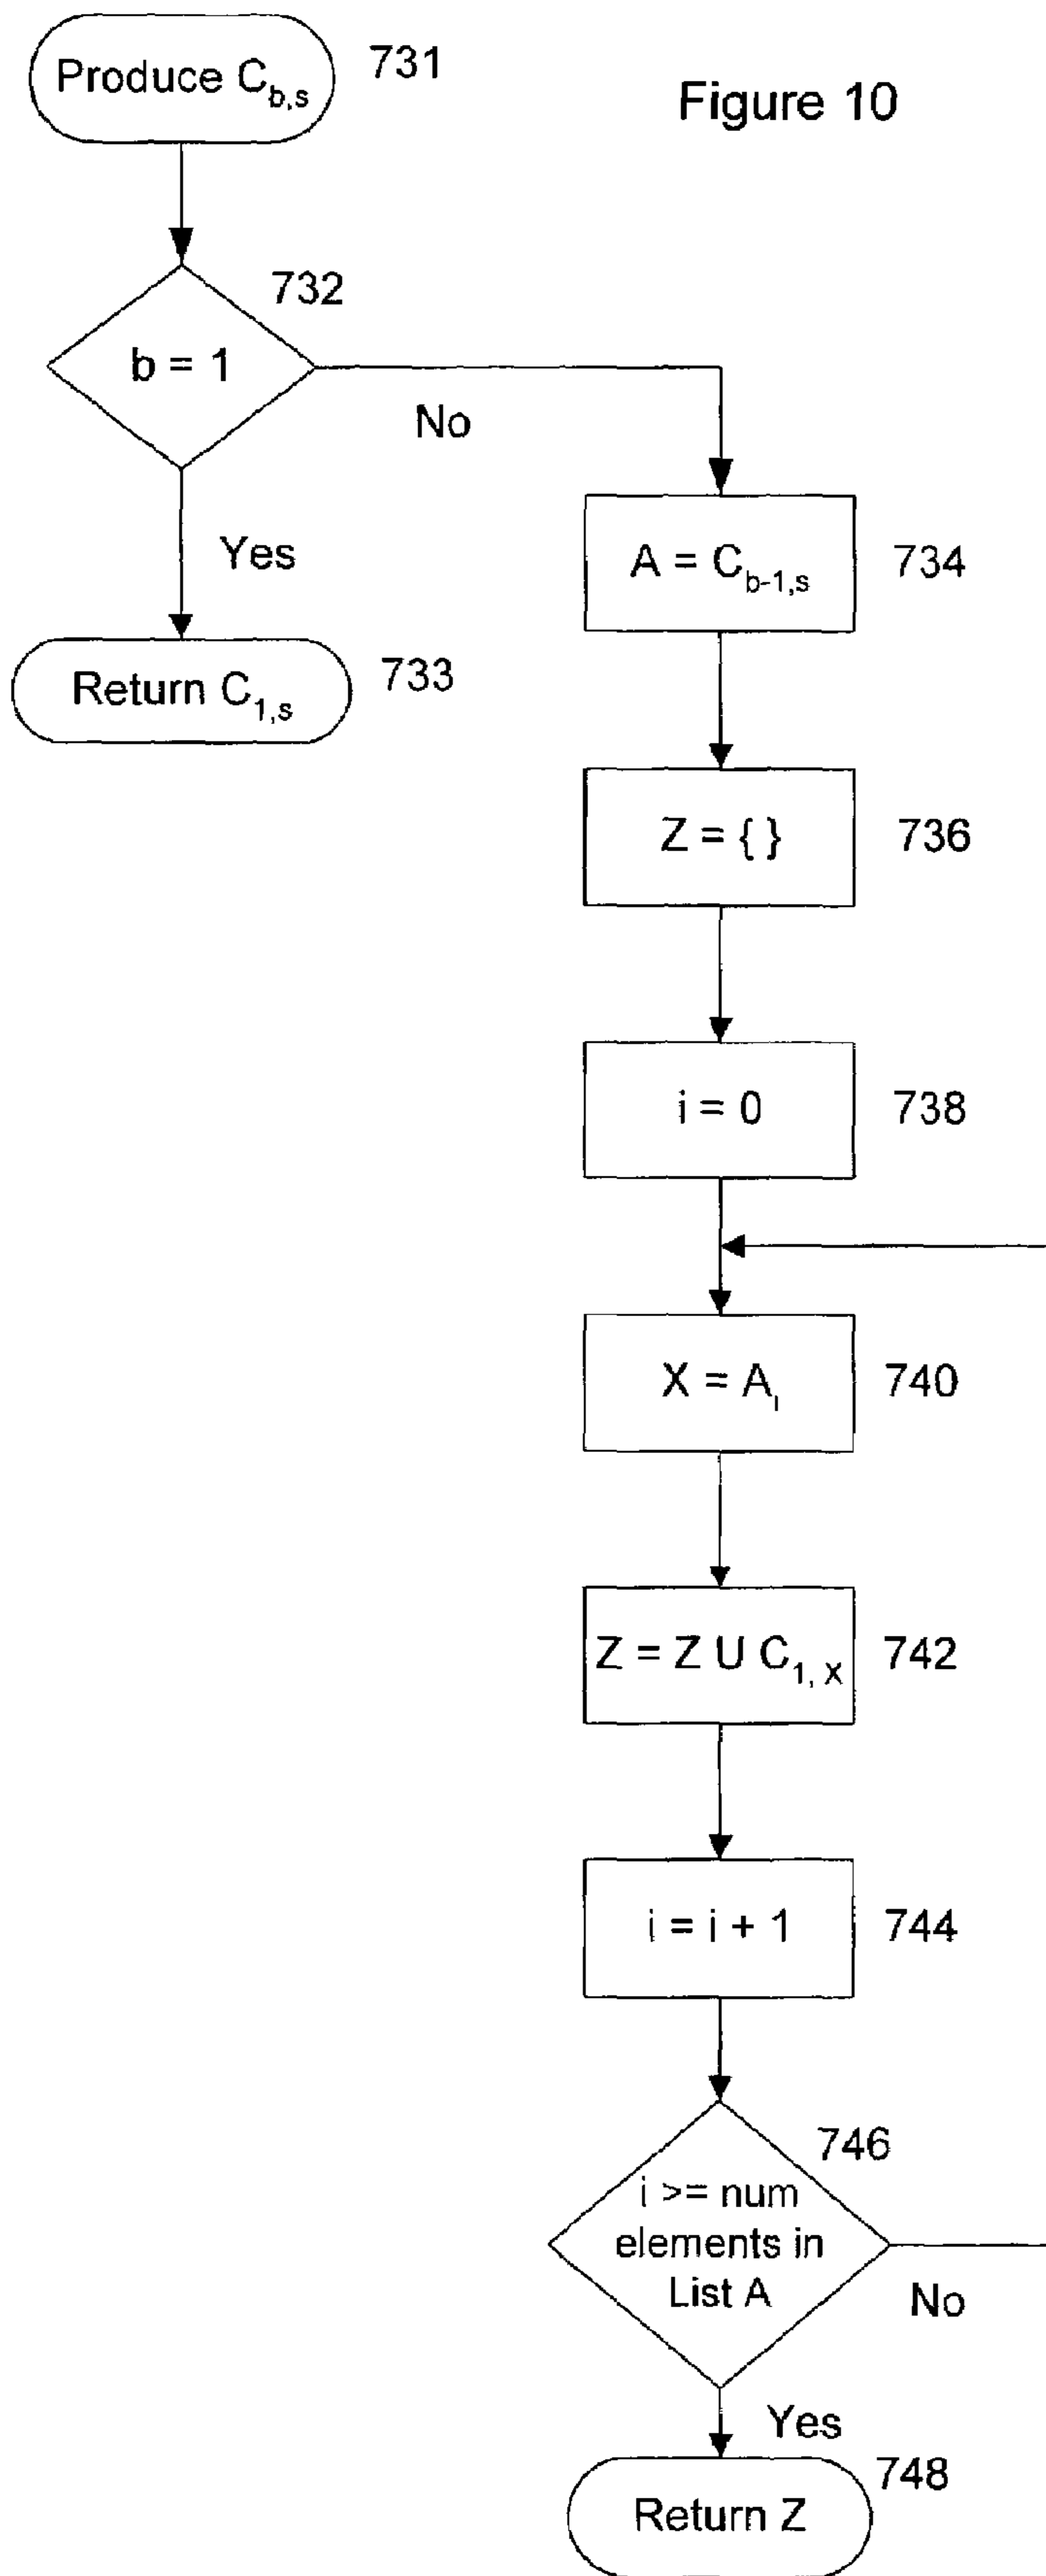 Figure 10
Produce C_b,s
731
732
b = 1
No
Yes
Return C_1,s
733
A = C_b-1,s
734
Z = { }
736
i = 0
738
X = A_i
740
Z = Z U C_1, X
742
i = i + 1
744
746
i >= num
elements in
List A
No
Yes
748
Return Z